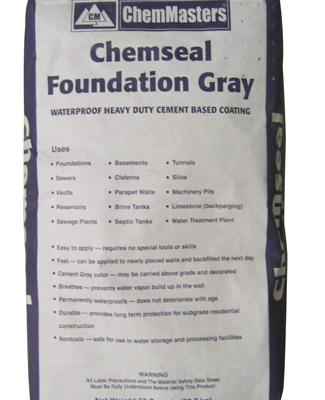 CM ChemMasters
Chemseal
Foundation Gray
WATERPROOF HEAVY DUTY CEMENT BASED COATING
Uses
• Foundations • Basements • Tunnels
• Sewers • Cisterns • Silos
• Vaults • Parapet Walls • Machinery Pits
• Reservoirs • Brine Tanks • Limestone (backparging)
• Sewage Plants • Septic Tanks • Water Treatment Plant
• Easy to apply — requires no special tools or skills
• Fast — can be applied to newly placed walls and backfilled the next day
• Cement Gray color — may be carried above grade and decorated
• Breathes — prevents water vapor build up in the wall
• Permanently waterproofs — does not deteriorate with age
• Durable — provides long term protection for subgrade residential
construction
• Nontoxic — safe for use in water storage and processing facilities
WARNING
All Label Precautions and The Material Safety Data Sheet
Must Be Fully Understood Before Using This Product
Chemseal
Chemseal